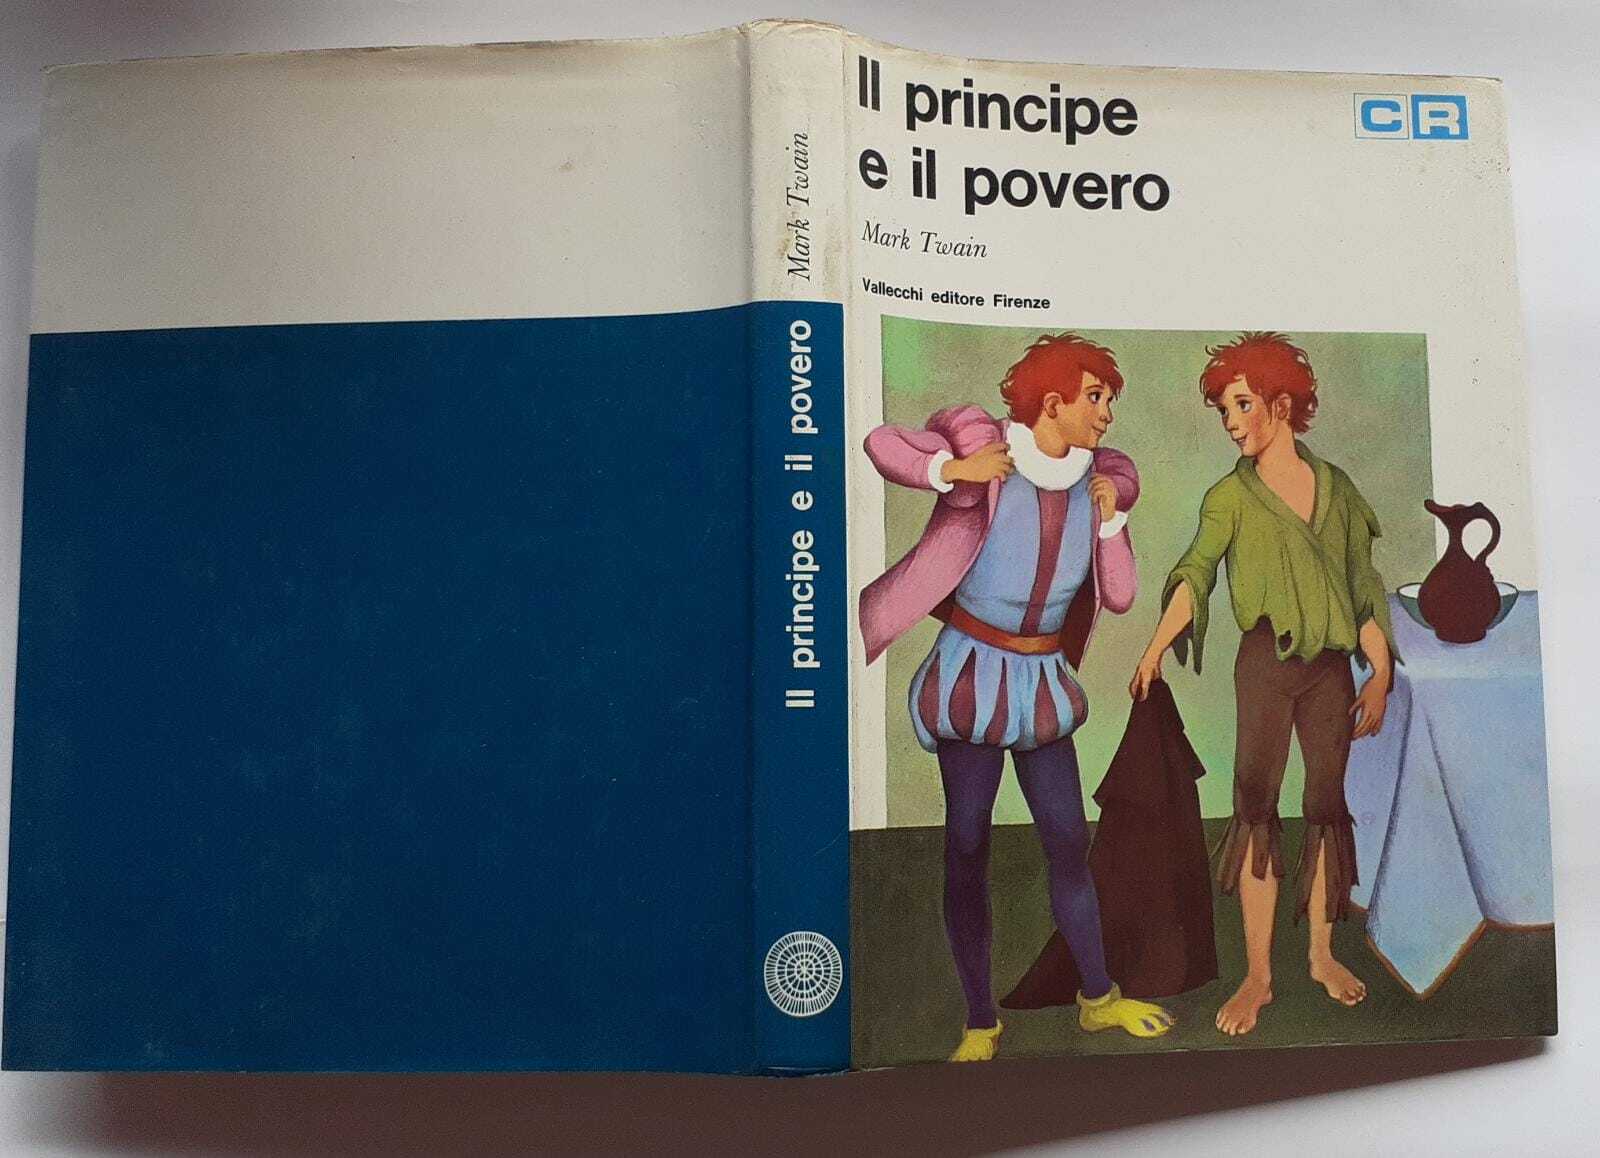 Mark Twain
Il principe e il povero
Il principe
e il povero
Mark Twain
Vallecchi editore Firenze
CR